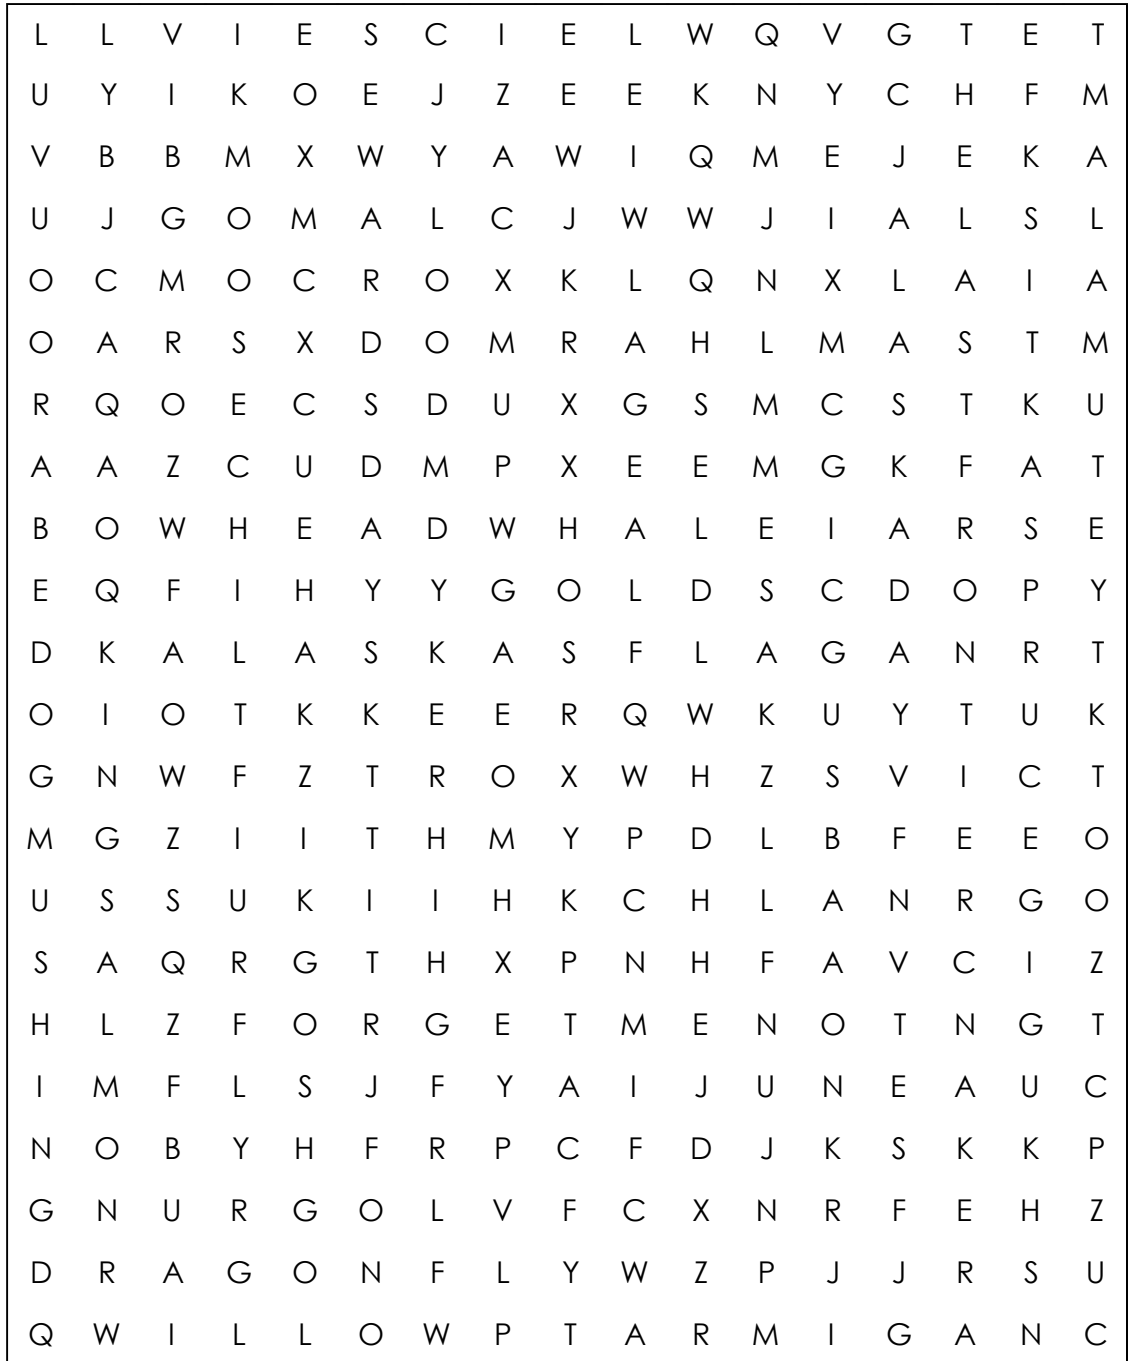 L L V I E S C I E L W Q V G T E T
U Y I K O E J Z E E K N Y C H F M
V B B M X W Y A W I Q M E J E K A
U J G O M A L C J W W J I A L S L
O C M O C R O X K L Q N X L A I A
O A R S X D O M R A H L M A S T M
R Q O E C S D U X G S M C S T K U
A A Z C U D M P X E E M G K F A T
B O W H E A D W H A L E I A R S E
E Q F I H Y Y G O L D S C D O P Y
D K A L A S K A S F L A G A N R T
O I O T K K E E R Q W K U Y T U K
G N W F Z T R O X W H Z S V I C T
M G Z I I T H M Y P D L B F E E O
U S S U K I I H K C H L A N R G O
S A Q R G T H X P N H F A V C I Z
H L Z F O R G E T M E N O T N G T
I M F L S J F Y A I J U N E A U C
N O B Y H F R P C F D J K S K K P
G N U R G O L V F C X N R F E H Z
D R A G O N F L Y W Z P J J R S U
Q W I L L O W P T A R M I G A N C